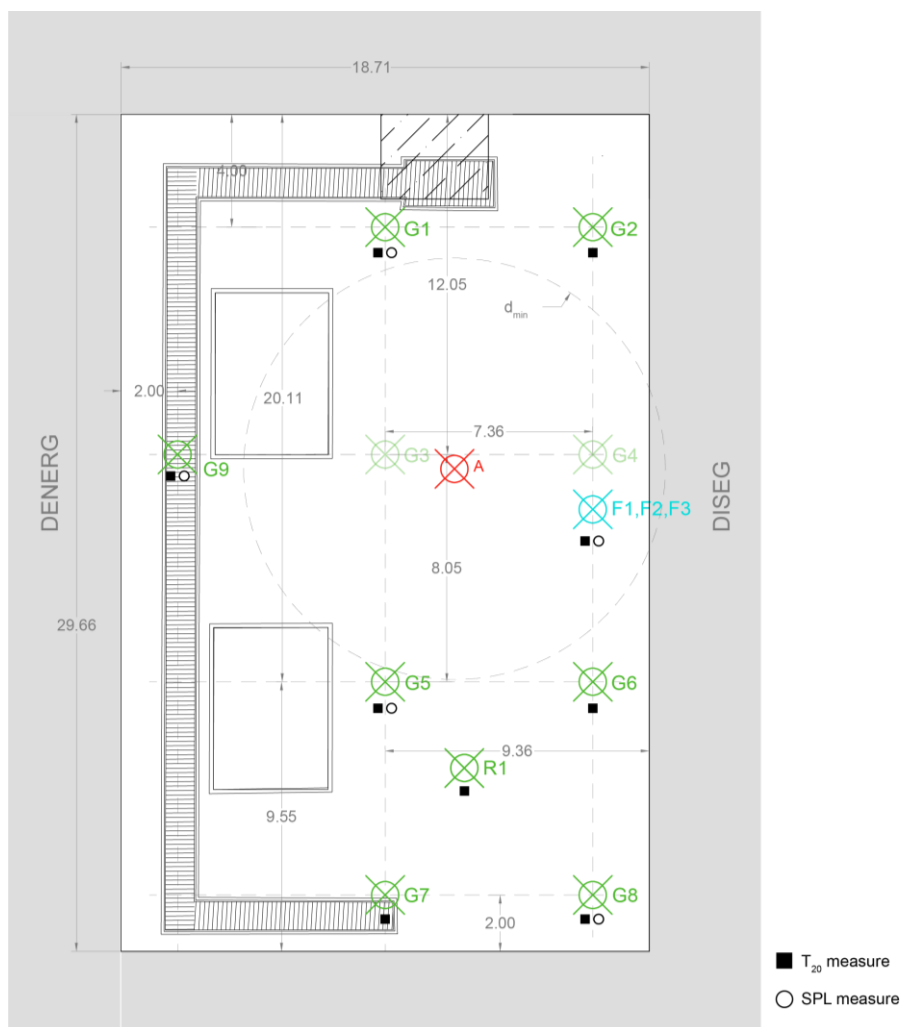 18.71
4.00
G1
G2
12.05
d_min
2.00
20.11
7.36
DENERG
G9
G3
A
G4
F1,F2,F3
DISEG
8.05
29.66
G5
G6
9.36
R1
9.55
G7
G8
2.00
T_20 measure
SPL measure